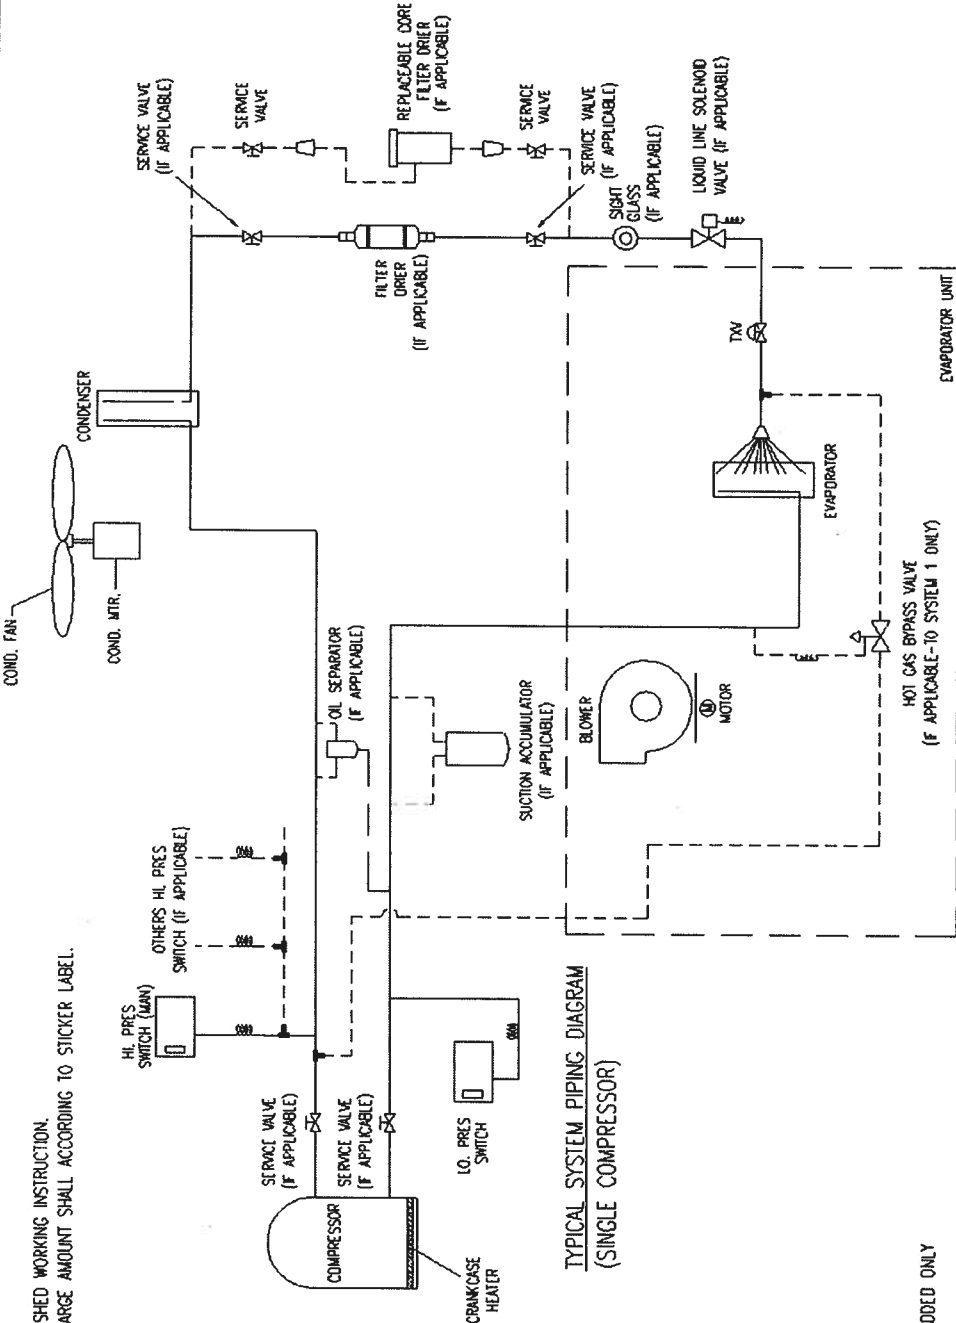 SHED WORKING INSTRUCTION.
ARGE AMOUNT SHALL ACCORDING TO STICKER LABEL.
COND. FAN
COND. MTR.
CONDENSER
SERVICE VALVE
(IF APPLICABLE)
SERVICE
VALVE
REPLACEABLE CORE
FILTER DRIER
(IF APPLICABLE)
SERVICE
VALVE
SERVICE VALVE
(IF APPLICABLE)
FILTER
DRIER
(IF APPLICABLE)
SIGHT
GLASS
(IF APPLICABLE)
LIQUID LINE SOLENOID
VALVE (IF APPLICABLE)
HI. PRES
SWITCH (MAN)
OTHERS HI. PRES
SWITCH (IF APPLICABLE)
OIL SEPARATOR
(IF APPLICABLE)
SERVICE VALVE
(IF APPLICABLE)
SERVICE VALVE
(IF APPLICABLE)
COMPRESSOR
CRANKCASE
HEATER
LO. PRES
SWITCH
SUCTION ACCUMULATOR
(IF APPLICABLE)
BLOWER
M
MOTOR
TXV
EVAPORATOR
EVAPORATOR UNIT
HOT GAS BYPASS VALVE
(IF APPLICABLE-TO SYSTEM 1 ONLY)
TYPICAL SYSTEM PIPING DIAGRAM
(SINGLE COMPRESSOR)
DDED ONLY